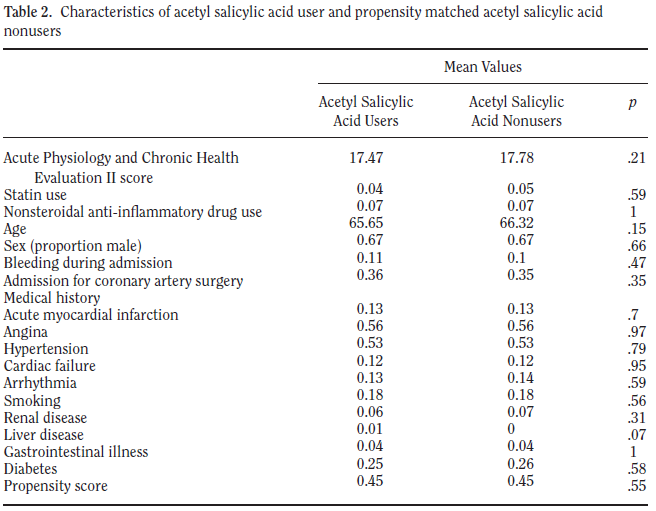 Table 2. Characteristics of acetyl salicylic acid user and propensity matched acetyl salicylic acid
nonusers
Mean Values
Acetyl Salicylic Acetyl Salicylic
Acid Users Acid Nonusers p
Acute Physiology and Chronic Health 17.47 17.78 .21
Evaluation II score
Statin use 0.04 0.05 .59
Nonsteroidal anti-inflammatory drug use 0.07 0.07 1
Age 65.65 66.32 .15
Sex (proportion male) 0.67 0.67 .66
Bleeding during admission 0.11 0.1 .47
Admission for coronary artery surgery 0.36 0.35 .35
Medical history
Acute myocardial infarction 0.13 0.13 .7
Angina 0.56 0.56 .97
Hypertension 0.53 0.53 .79
Cardiac failure 0.12 0.12 .95
Arrhythmia 0.13 0.14 .59
Smoking 0.18 0.18 .56
Renal disease 0.06 0.07 .31
Liver disease 0.01 0 .07
Gastrointestinal illness 0.04 0.04 1
Diabetes 0.25 0.26 .58
Propensity score 0.45 0.45 .55